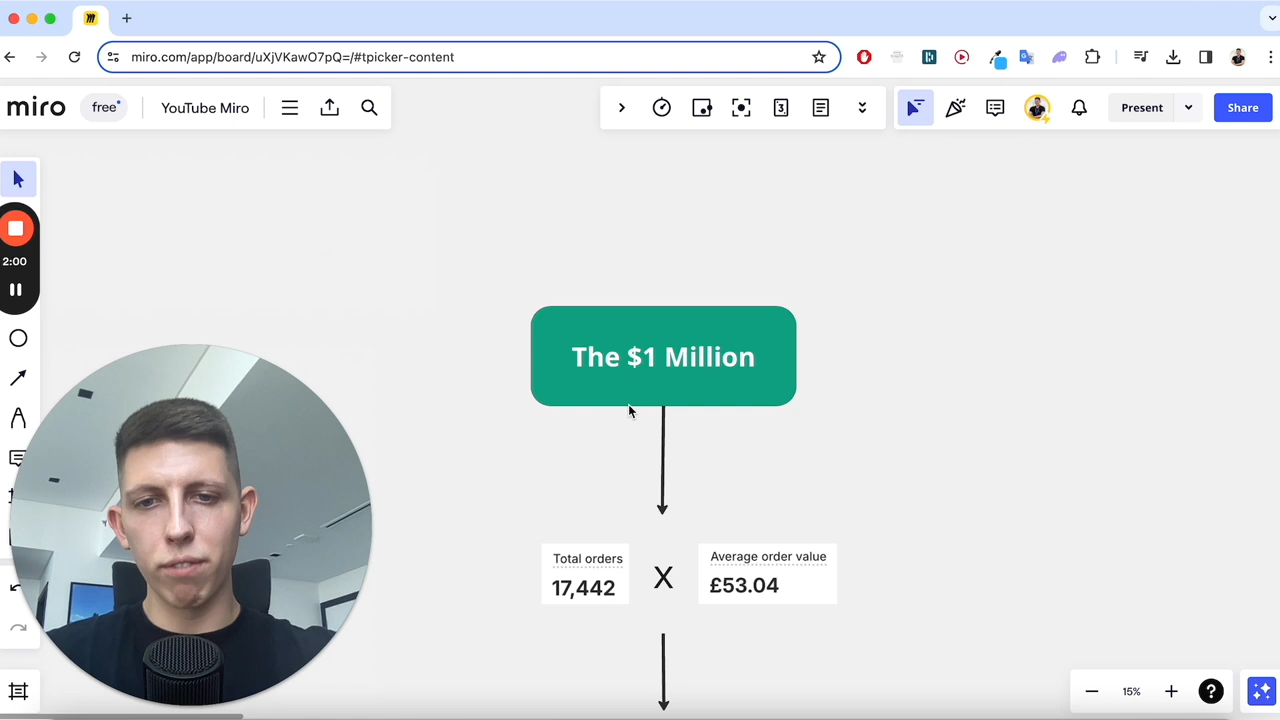 miro.com/app/board/uXjVKawO7pQ=/#tpicker-content
miro
free
YouTube Miro
3
Present
Share
2:00
The $1 Million
Total orders
17,442
X
Average order value
£53.04
15%
?